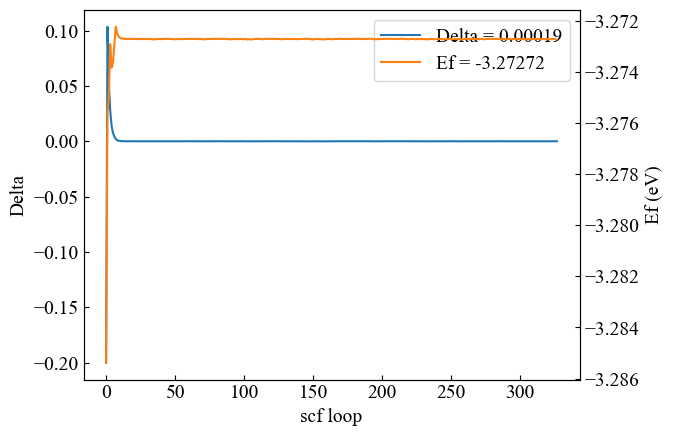 Delta = 0.00019
Ef = -3.27272
0.10
0.05
0.00
−0.05
−0.10
−0.15
−0.20
Delta
−3.272
−3.274
−3.276
−3.278
−3.280
−3.282
−3.284
−3.286
Ef (eV)
0 50 100 150 200 250 300
scf loop